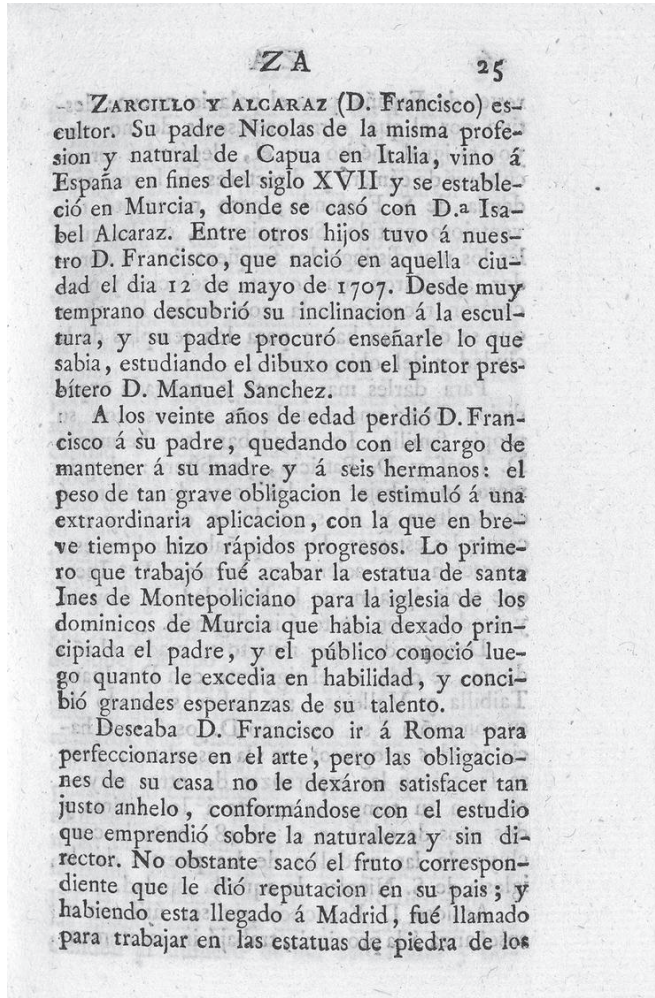 ZA 25
ZARCILLO Y ALCARAZ (D. Francisco) es-
cultor. Su padre Nicolas de la misma profe-
sion y natural de Capua en Italia, vino á
España en fines del siglo XVII y se estable-
ció en Murcia, donde se casó con D.ª Isa-
bel Alcaraz. Entre otros hijos tuvo á nues-
tro D. Francisco, que nació en aquella ciu-
dad el dia 12 de mayo de 1707. Desde muy
temprano descubrió su inclinacion á la escul-
tura, y su padre procuró enseñarle lo que
sabia, estudiando el dibuxo con el pintor pres-
bítero D. Manuel Sanchez.
A los veinte años de edad perdió D. Fran-
cisco á su padre, quedando con el cargo de
mantener á su madre y á seis hermanos: el
peso de tan grave obligacion le estimuló á una
extraordinaria aplicacion, con la que en bre-
ve tiempo hizo rápidos progresos. Lo prime-
ro que trabajó fué acabar la estatua de santa
Ines de Montepoliciano para la iglesia de los
dominicos de Murcia que habia dexado prin-
cipiada el padre, y el público conoció lue-
go quanto le excedia en habilidad, y conci-
bió grandes esperanzas de su talento.
Deseaba D. Francisco ir á Roma para
perfeccionarse en el arte, pero las obligacio-
nes de su casa no le dexáron satisfacer tan
justo anhelo, conformándose con el estudio
que emprendió sobre la naturaleza y sin di-
rector. No obstante sacó el fruto correspon-
diente que le dió reputacion en su pais; y
habiendo esta llegado á Madrid, fué llamado
para trabajar en las estatuas de piedra de los